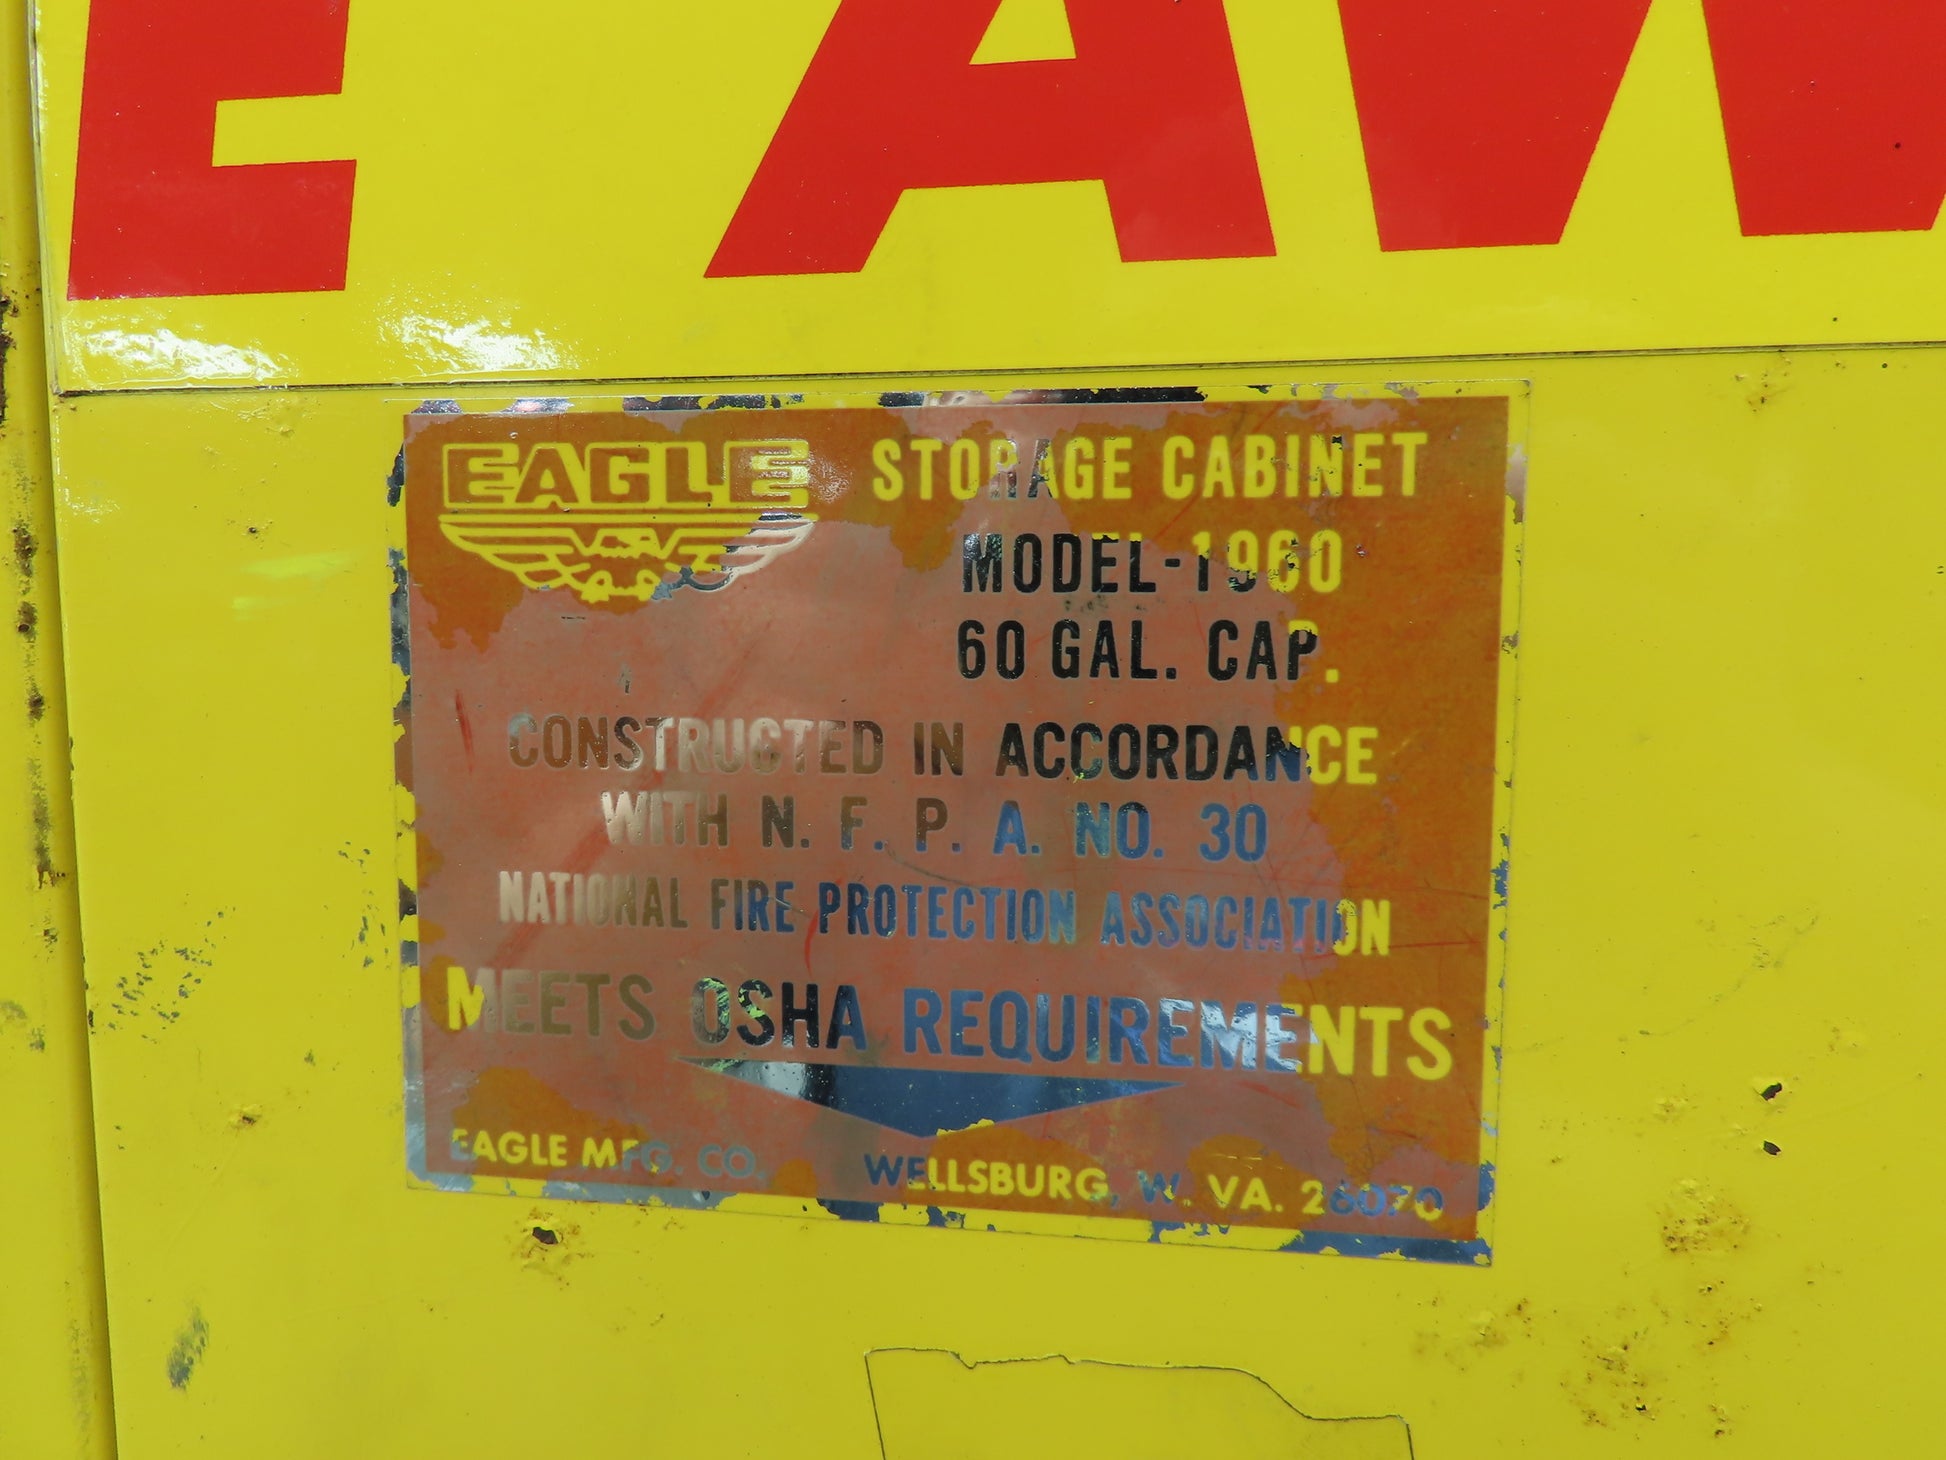 E AW
EAGLE
STORAGE CABINET
MODEL-1960
60 GAL. CAP.
CONSTRUCTED IN ACCORDANCE
WITH N. F. P. A. NO. 30
NATIONAL FIRE PROTECTION ASSOCIATION
MEETS OSHA REQUIREMENTS
EAGLE MFG. CO. WELLSBURG, W. VA. 26070